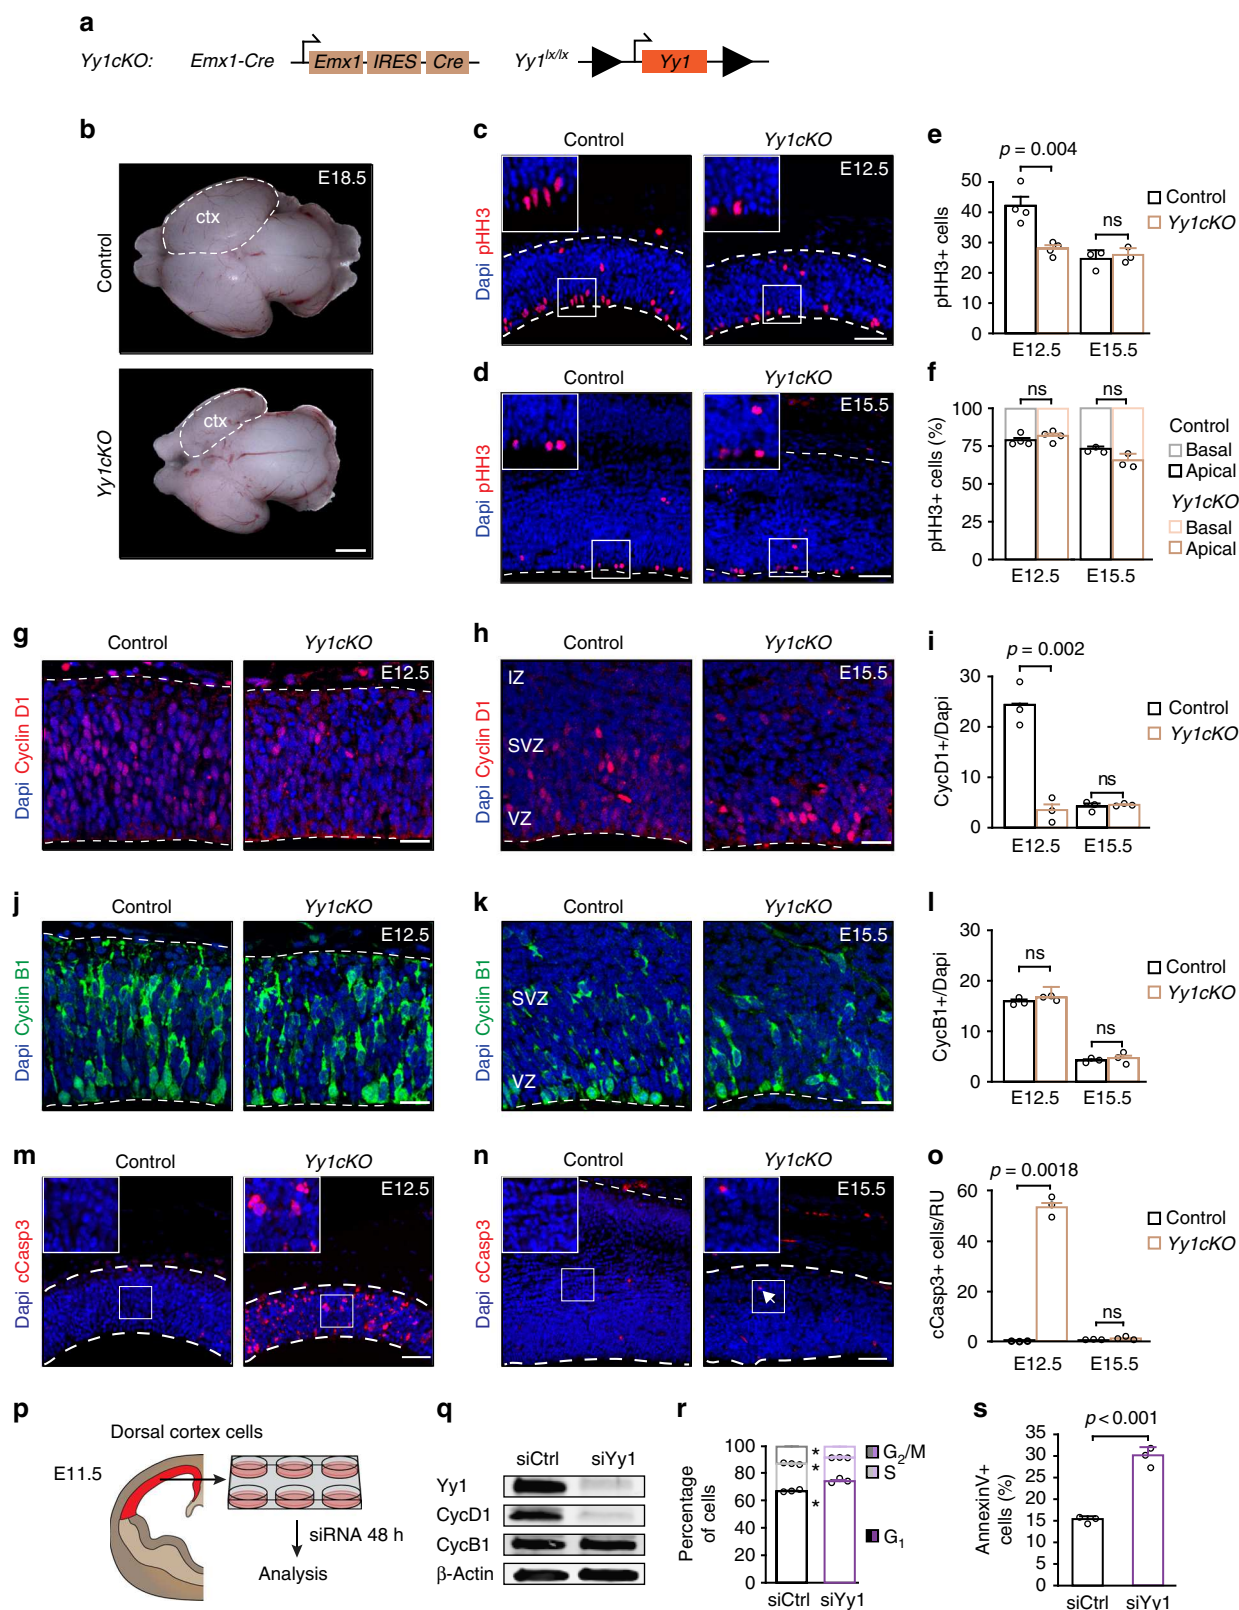 a
Yy1cKO: Emx1-Cre Emx1 IRES Cre Yy1lx/lx Yy1
b
E18.5
ctx
Control
ctx
Yy1cKO
c
Control Yy1cKO
E12.5
Dapi pHH3
d
Control Yy1cKO
E15.5
Dapi pHH3
e
p = 0.004
ns
50
40
30
20
10
0
pHH3+ cells
E12.5 E15.5
Control
Yy1cKO
f
ns ns
100
75
50
25
0
pHH3+ cells (%)
E12.5 E15.5
Control
Basal
Apical
Yy1cKO
Basal
Apical
g
Control Yy1cKO
E12.5
Dapi Cyclin D1
h
Control Yy1cKO
E15.5
IZ
SVZ
VZ
Dapi Cyclin D1
i
p = 0.002
ns
30
20
10
0
CycD1+/Dapi
E12.5 E15.5
Control
Yy1cKO
j
Control Yy1cKO
E12.5
Dapi Cyclin B1
k
Control Yy1cKO
E15.5
SVZ
VZ
Dapi Cyclin B1
l
ns
ns
30
20
10
0
CycB1+/Dapi
E12.5 E15.5
Control
Yy1cKO
m
Control Yy1cKO
E12.5
Dapi cCasp3
n
Control Yy1cKO
E15.5
Dapi cCasp3
o
p = 0.0018
ns
60
40
20
0
cCasp3+ cells/RU
E12.5 E15.5
Control
Yy1cKO
p
Dorsal cortex cells
E11.5
siRNA 48 h
Analysis
q
siCtrl siYy1
Yy1
CycD1
CycB1
β-Actin
r
100
80
60
40
20
0
Percentage
of cells
*
*
*
siCtrl siYy1
G2/M
S
G1
s
p < 0.001
35
30
25
20
15
10
5
0
AnnexinV+
cells (%)
siCtrl siYy1